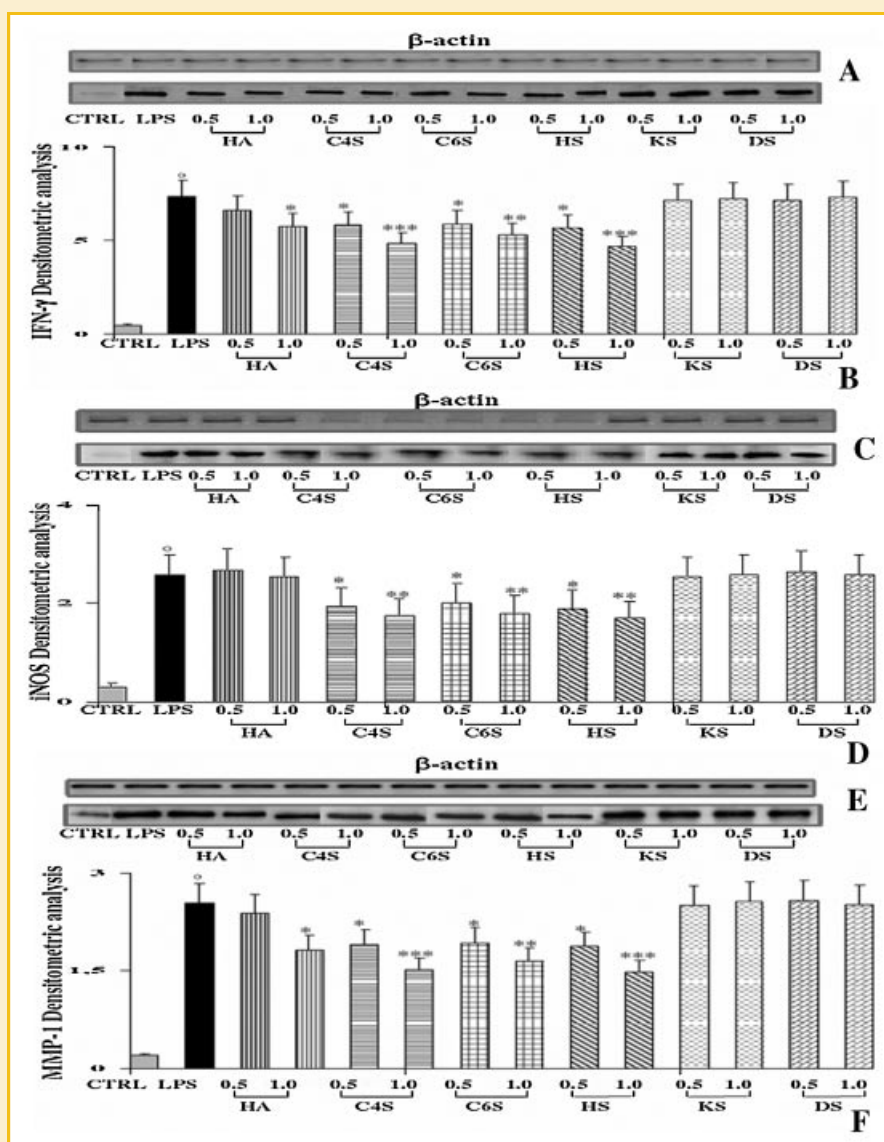 β-actin
A
CTRL LPS 0.5 1.0 0.5 1.0 0.5 1.0 0.5 1.0 0.5 1.0 0.5 1.0
HA C4S C6S HS KS DS
IFN-γ Densitometric analysis
10
5
0
° * * *** * ** * ***
CTRL LPS 0.5 1.0 0.5 1.0 0.5 1.0 0.5 1.0 0.5 1.0 0.5 1.0
HA C4S C6S HS KS DS
B
β-actin
C
CTRL LPS 0.5 1.0 0.5 1.0 0.5 1.0 0.5 1.0 0.5 1.0 0.5 1.0
HA C4S C6S HS KS DS
iNOS Densitometric analysis
4
2
0
° * ** * ** * **
CTRL LPS 0.5 1.0 0.5 1.0 0.5 1.0 0.5 1.0 0.5 1.0 0.5 1.0
HA C4S C6S HS KS DS
D
β-actin
E
CTRL LPS 0.5 1.0 0.5 1.0 0.5 1.0 0.5 1.0 0.5 1.0 0.5 1.0
HA C4S C6S HS KS DS
MMP-1 Densitometric analysis
3
1.5
0
° * * *** * ** * ***
CTRL LPS 0.5 1.0 0.5 1.0 0.5 1.0 0.5 1.0 0.5 1.0 0.5 1.0
HA C4S C6S HS KS DS
F